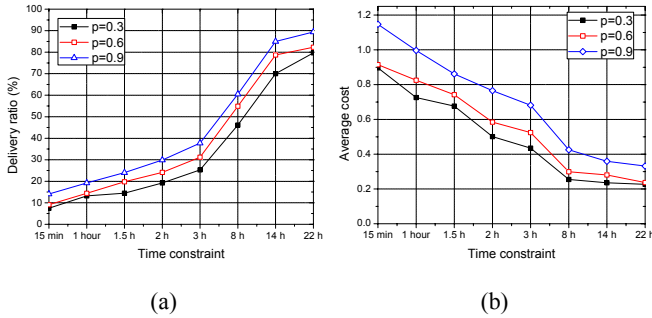 100
90
80
70
60
50
40
30
20
10
0
Delivery ratio (%)
p=0.3
p=0.6
p=0.9
15 min 1 hour 1.5 h 2 h 3 h 8 h 14 h 22 h
Time constraint
(a)
1.2
1.0
0.8
0.6
0.4
0.2
0.0
Average cost
p=0.3
p=0.6
p=0.9
15 min 1 hour 1.5 h 2 h 3 h 8 h 14 h 22 h
Time constraint
(b)